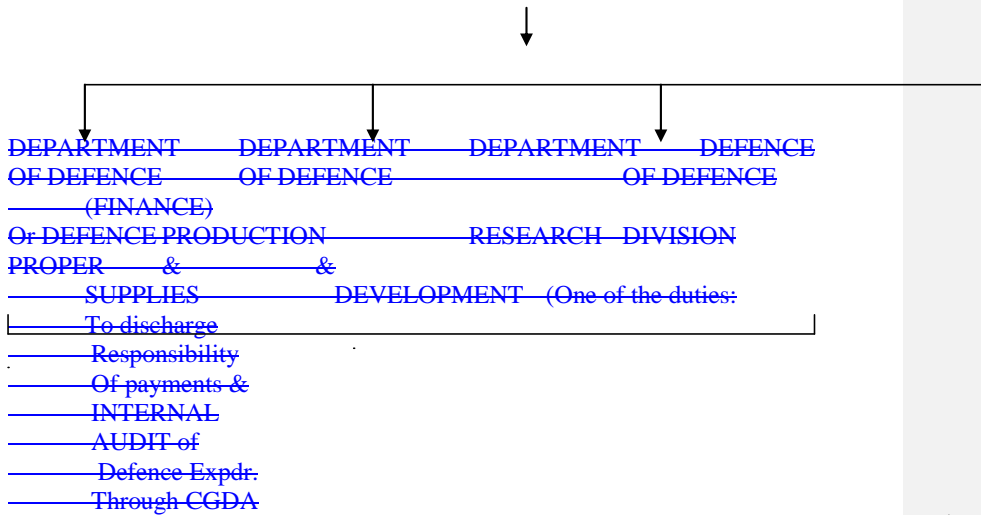 DEPARTMENT DEPARTMENT DEPARTMENT DEFENCE
OF DEFENCE OF DEFENCE OF DEFENCE
(FINANCE)
Or DEFENCE PRODUCTION RESEARCH DIVISION
PROPER & &
SUPPLIES DEVELOPMENT (One of the duties:
To discharge
Responsibility
Of payments &
INTERNAL
AUDIT of
Defence Expdr.
Through CGDA